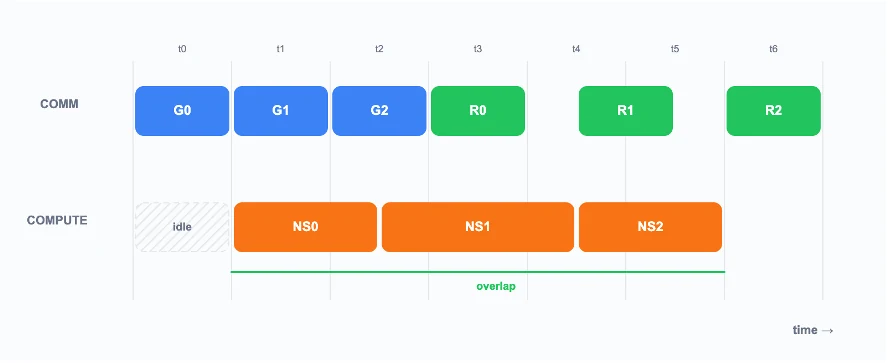 t0 t1 t2 t3 t4 t5 t6
COMM G0 G1 G2 R0 R1 R2
COMPUTE idle NS0 NS1 NS2
overlap
time →